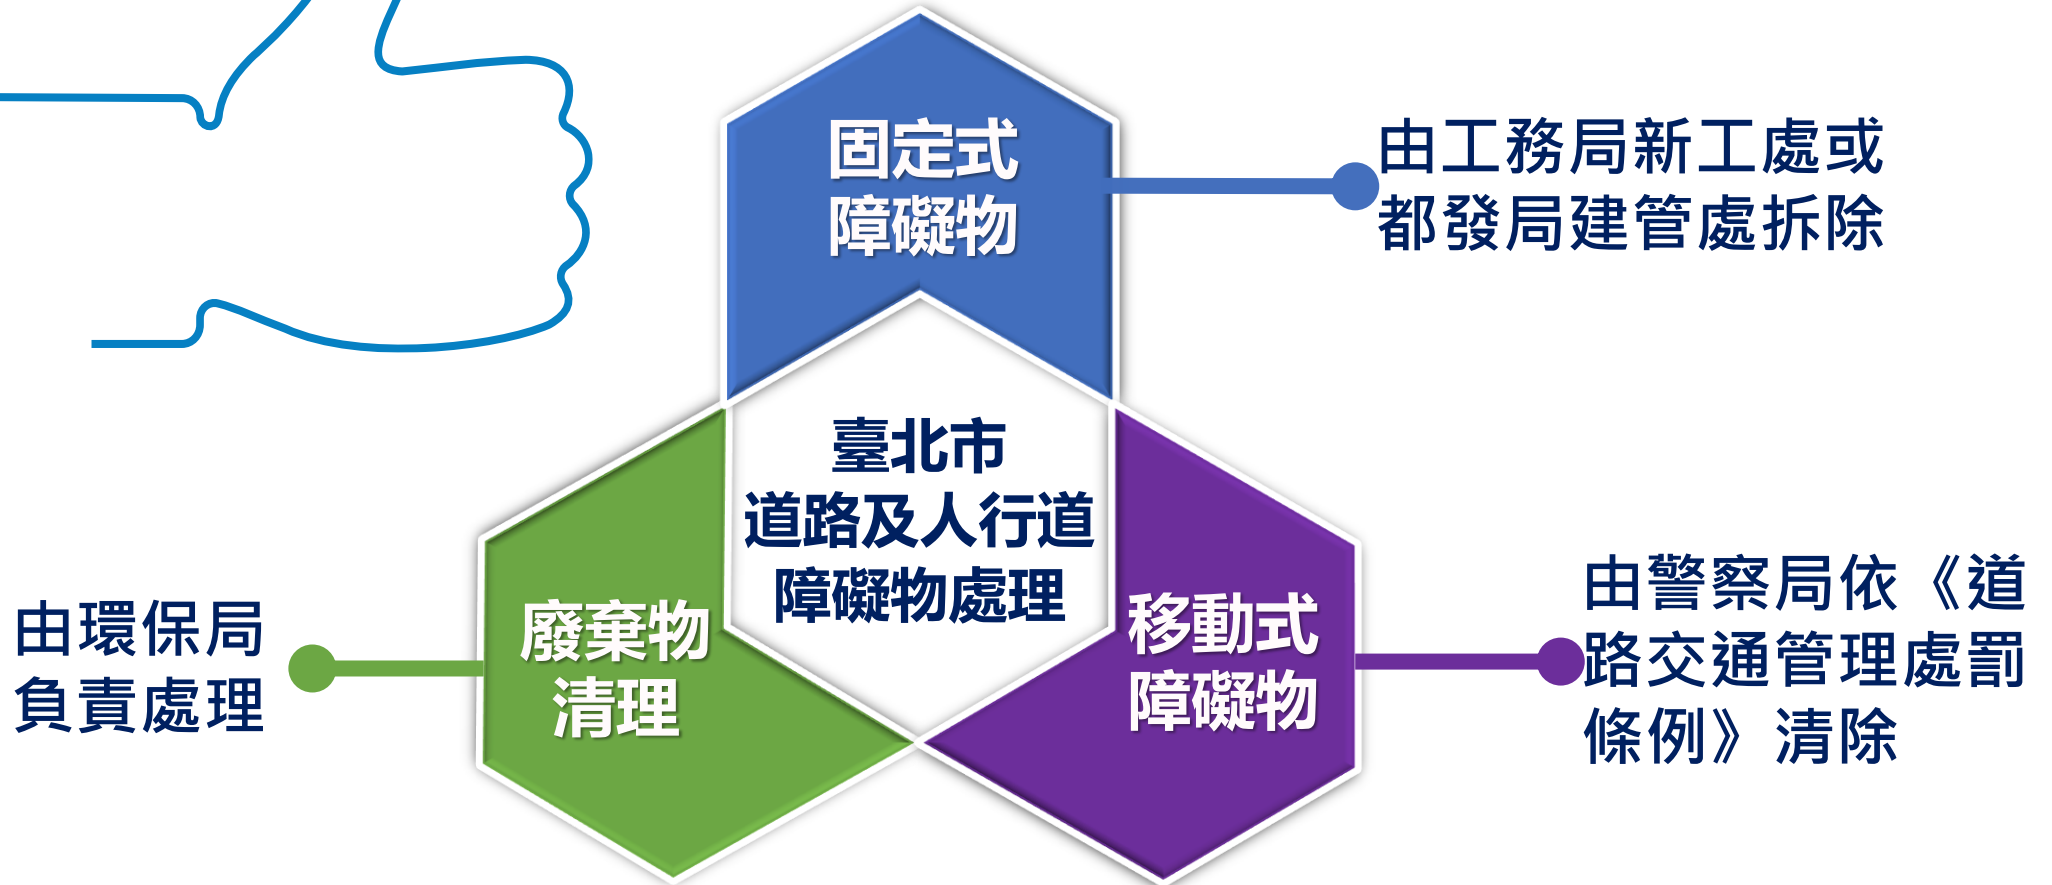 固定式
障礙物
由工務局新工處或
都發局建管處拆除
臺北市
道路及人行道
障礙物處理
廢棄物
清理
由環保局
負責處理
移動式
障礙物
由警察局依《道
路交通管理處罰
條例》清除